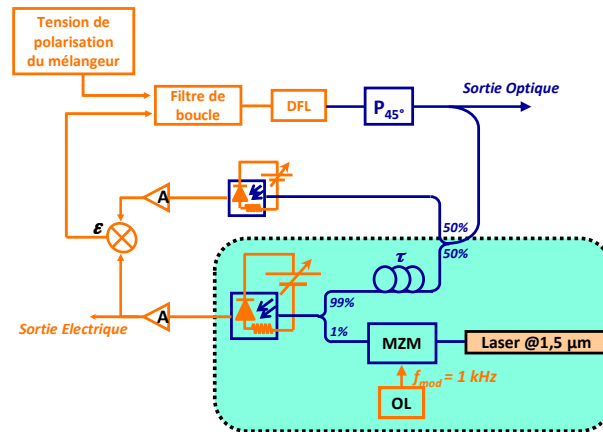 Tension de
polarisation
du mélangeur
Filtre de
boucle
DFL
P45°
Sortie Optique
A
ε
50%
50%
τ
99%
1%
A
Sortie Electrique
MZM
Laser @1,5 µm
fmod = 1 kHz
OL